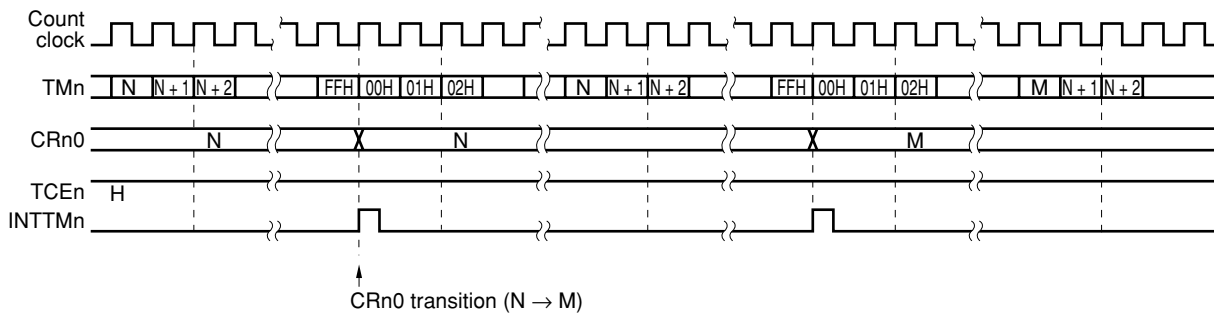 Count
clock
TMn N N + 1 N + 2 FFH 00H 01H 02H N N + 1 N + 2 FFH 00H 01H 02H M N + 1 N + 2
CRn0 N X N X M
TCEn H
INTTMn
CRn0 transition (N → M)